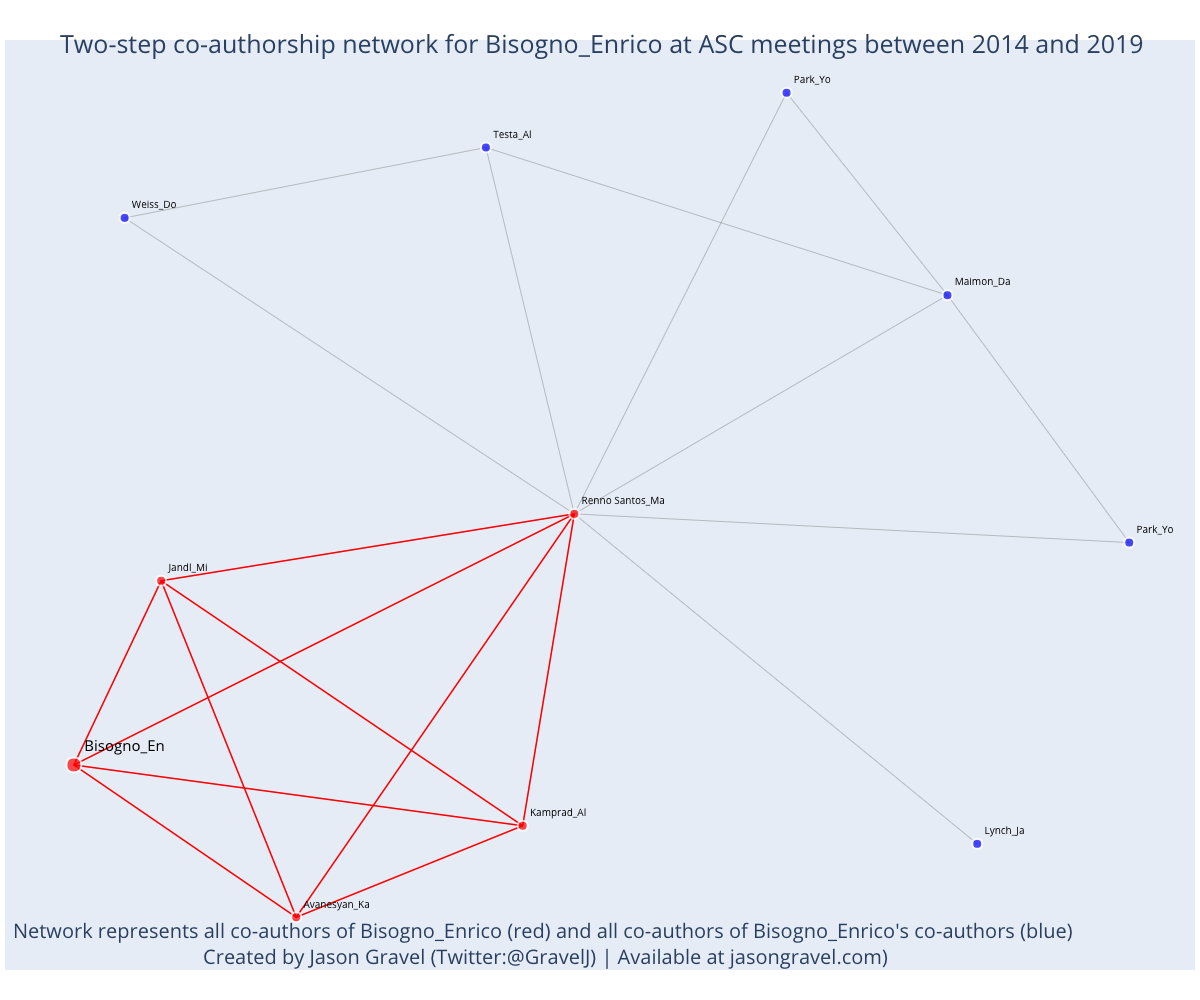 Two-step co-authorship network for Bisogno_Enrico at ASC meetings between 2014 and 2019
Park_Yo
Testa_Al
Weiss_Do
Maimon_Da
Renno Santos_Ma
Park_Yo
Jandl_Mi
Bisogno_En
Kamprad_Al
Lynch_Ja
Avanesyan_Ka
Network represents all co-authors of Bisogno_Enrico (red) and all co-authors of Bisogno_Enrico's co-authors (blue)
Created by Jason Gravel (Twitter:@GravelJ) | Available at jasongravel.com)